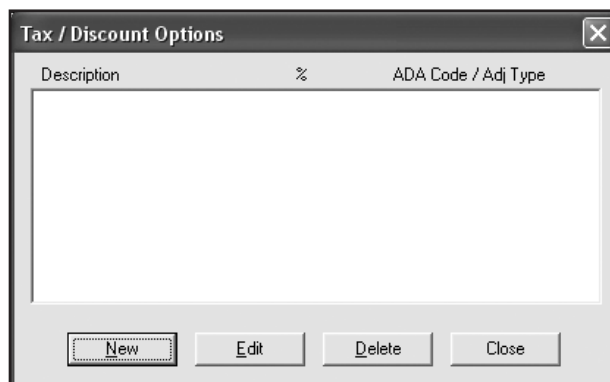 Tax / Discount Options
Description % ADA Code / Adj Type
New Edit Delete Close